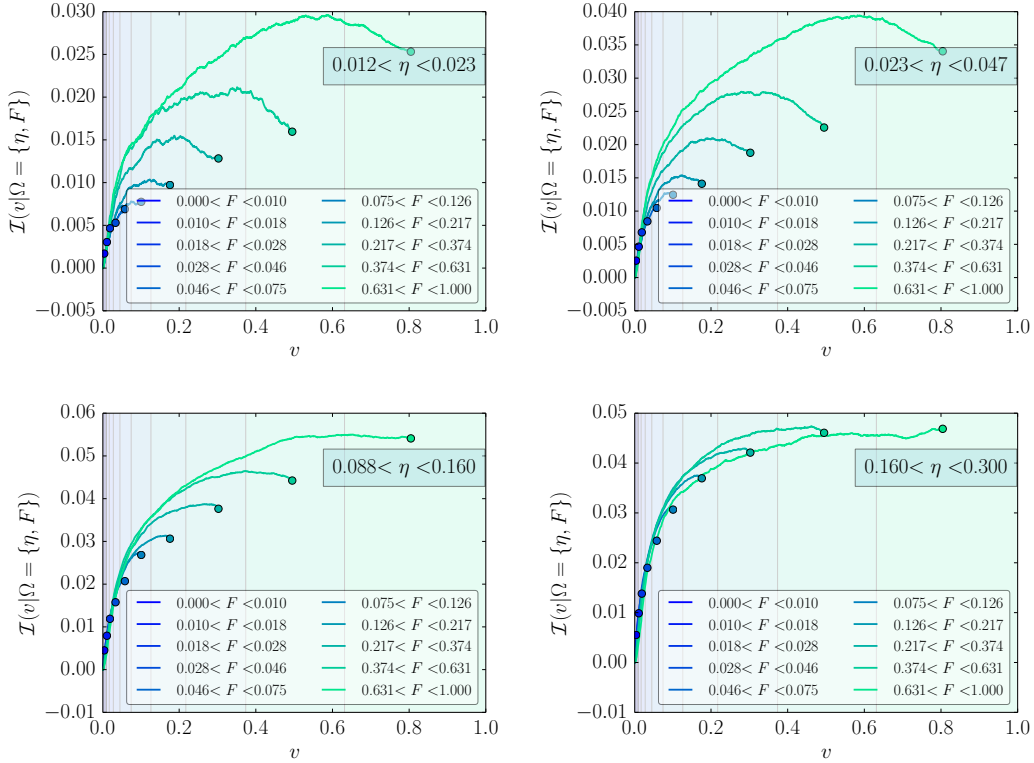 0.030
0.025
0.020
0.015
0.010
0.005
0.000
−0.005
0.0 0.2 0.4 0.6 0.8 1.0
v
I(v|Ω = {η, F})
0.012< η <0.023
0.000< F <0.010
0.010< F <0.018
0.018< F <0.028
0.028< F <0.046
0.046< F <0.075
0.075< F <0.126
0.126< F <0.217
0.217< F <0.374
0.374< F <0.631
0.631< F <1.000
0.040
0.035
0.030
0.025
0.020
0.015
0.010
0.005
0.000
−0.005
0.0 0.2 0.4 0.6 0.8 1.0
v
I(v|Ω = {η, F})
0.023< η <0.047
0.000< F <0.010
0.010< F <0.018
0.018< F <0.028
0.028< F <0.046
0.046< F <0.075
0.075< F <0.126
0.126< F <0.217
0.217< F <0.374
0.374< F <0.631
0.631< F <1.000
0.06
0.05
0.04
0.03
0.02
0.01
0.00
−0.01
0.0 0.2 0.4 0.6 0.8 1.0
v
I(v|Ω = {η, F})
0.088< η <0.160
0.000< F <0.010
0.010< F <0.018
0.018< F <0.028
0.028< F <0.046
0.046< F <0.075
0.075< F <0.126
0.126< F <0.217
0.217< F <0.374
0.374< F <0.631
0.631< F <1.000
0.05
0.04
0.03
0.02
0.01
0.00
−0.01
0.0 0.2 0.4 0.6 0.8 1.0
v
I(v|Ω = {η, F})
0.160< η <0.300
0.000< F <0.010
0.010< F <0.018
0.018< F <0.028
0.028< F <0.046
0.046< F <0.075
0.075< F <0.126
0.126< F <0.217
0.217< F <0.374
0.374< F <0.631
0.631< F <1.000